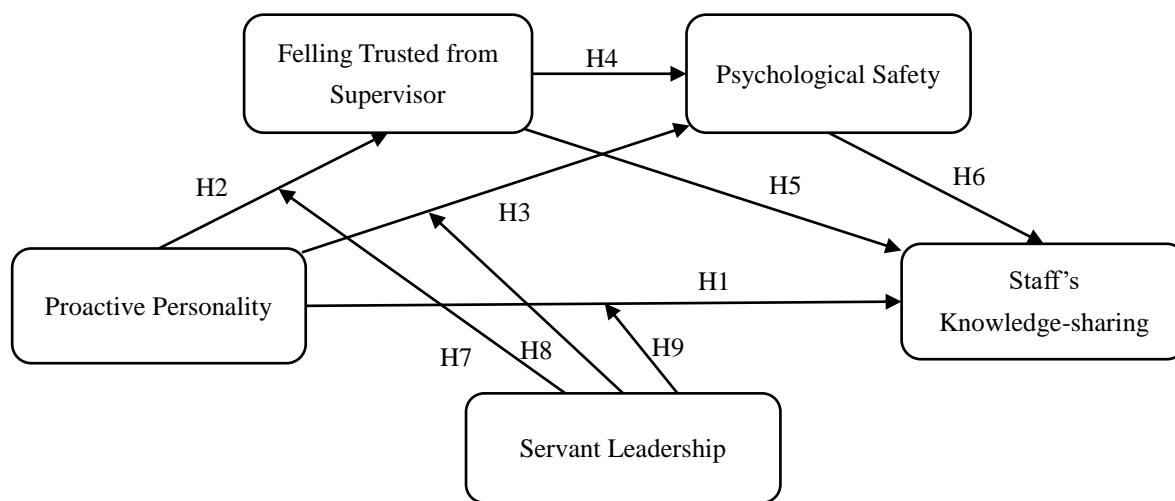 Felling Trusted from
Supervisor
H4
Psychological Safety
H2
H3
H5
H6
Proactive Personality
H1
Staff's
Knowledge-sharing
H7
H8
H9
Servant Leadership